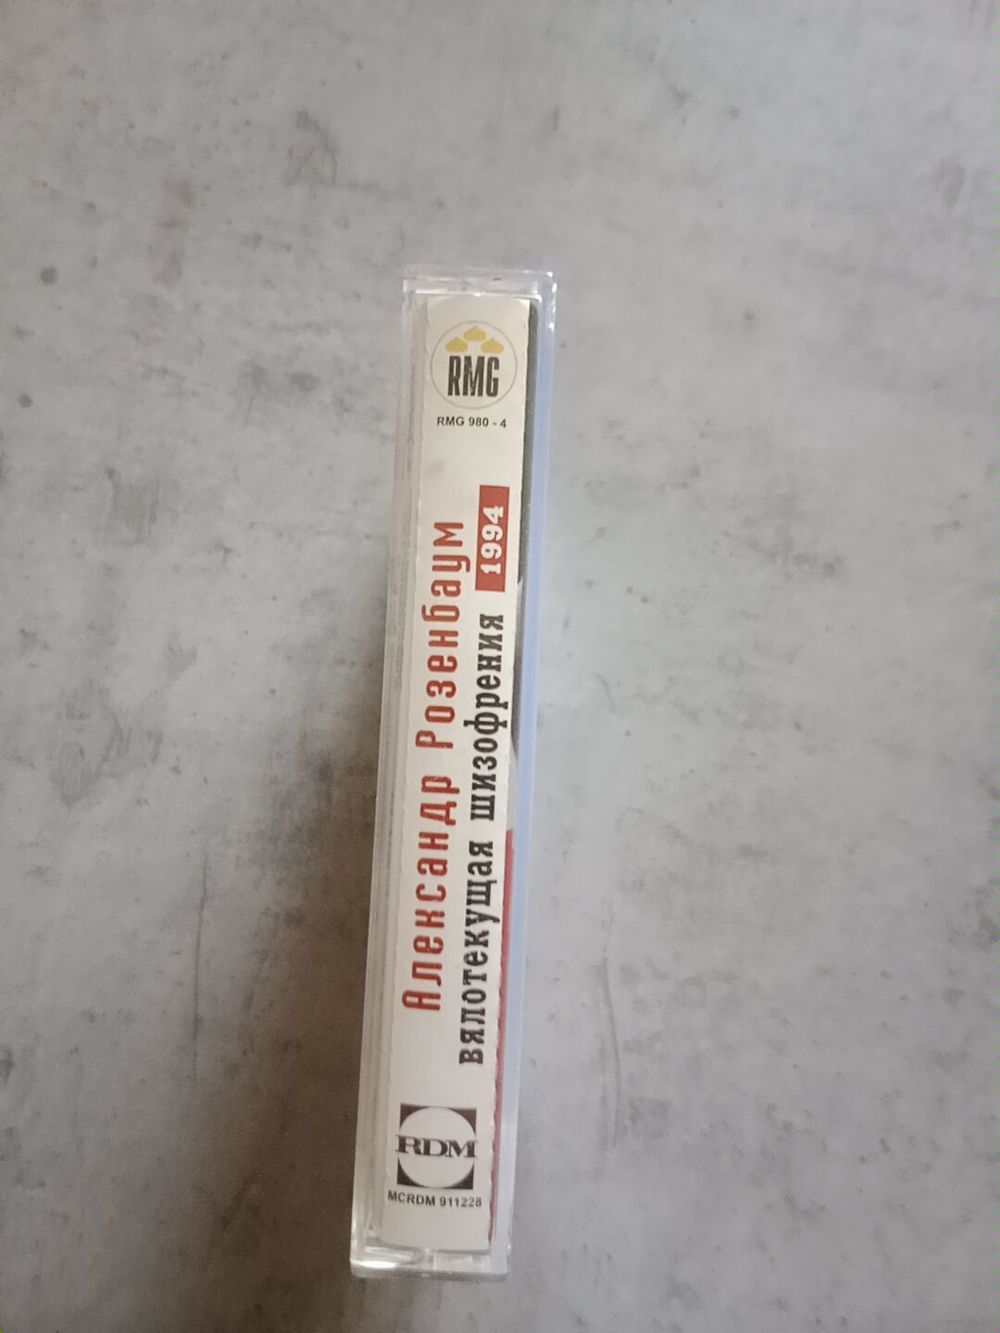 RMG
RMG 980 - 4
Александр Розенбаум
вялотекущая шизофрения 1994
RDM
MCRDM 911228